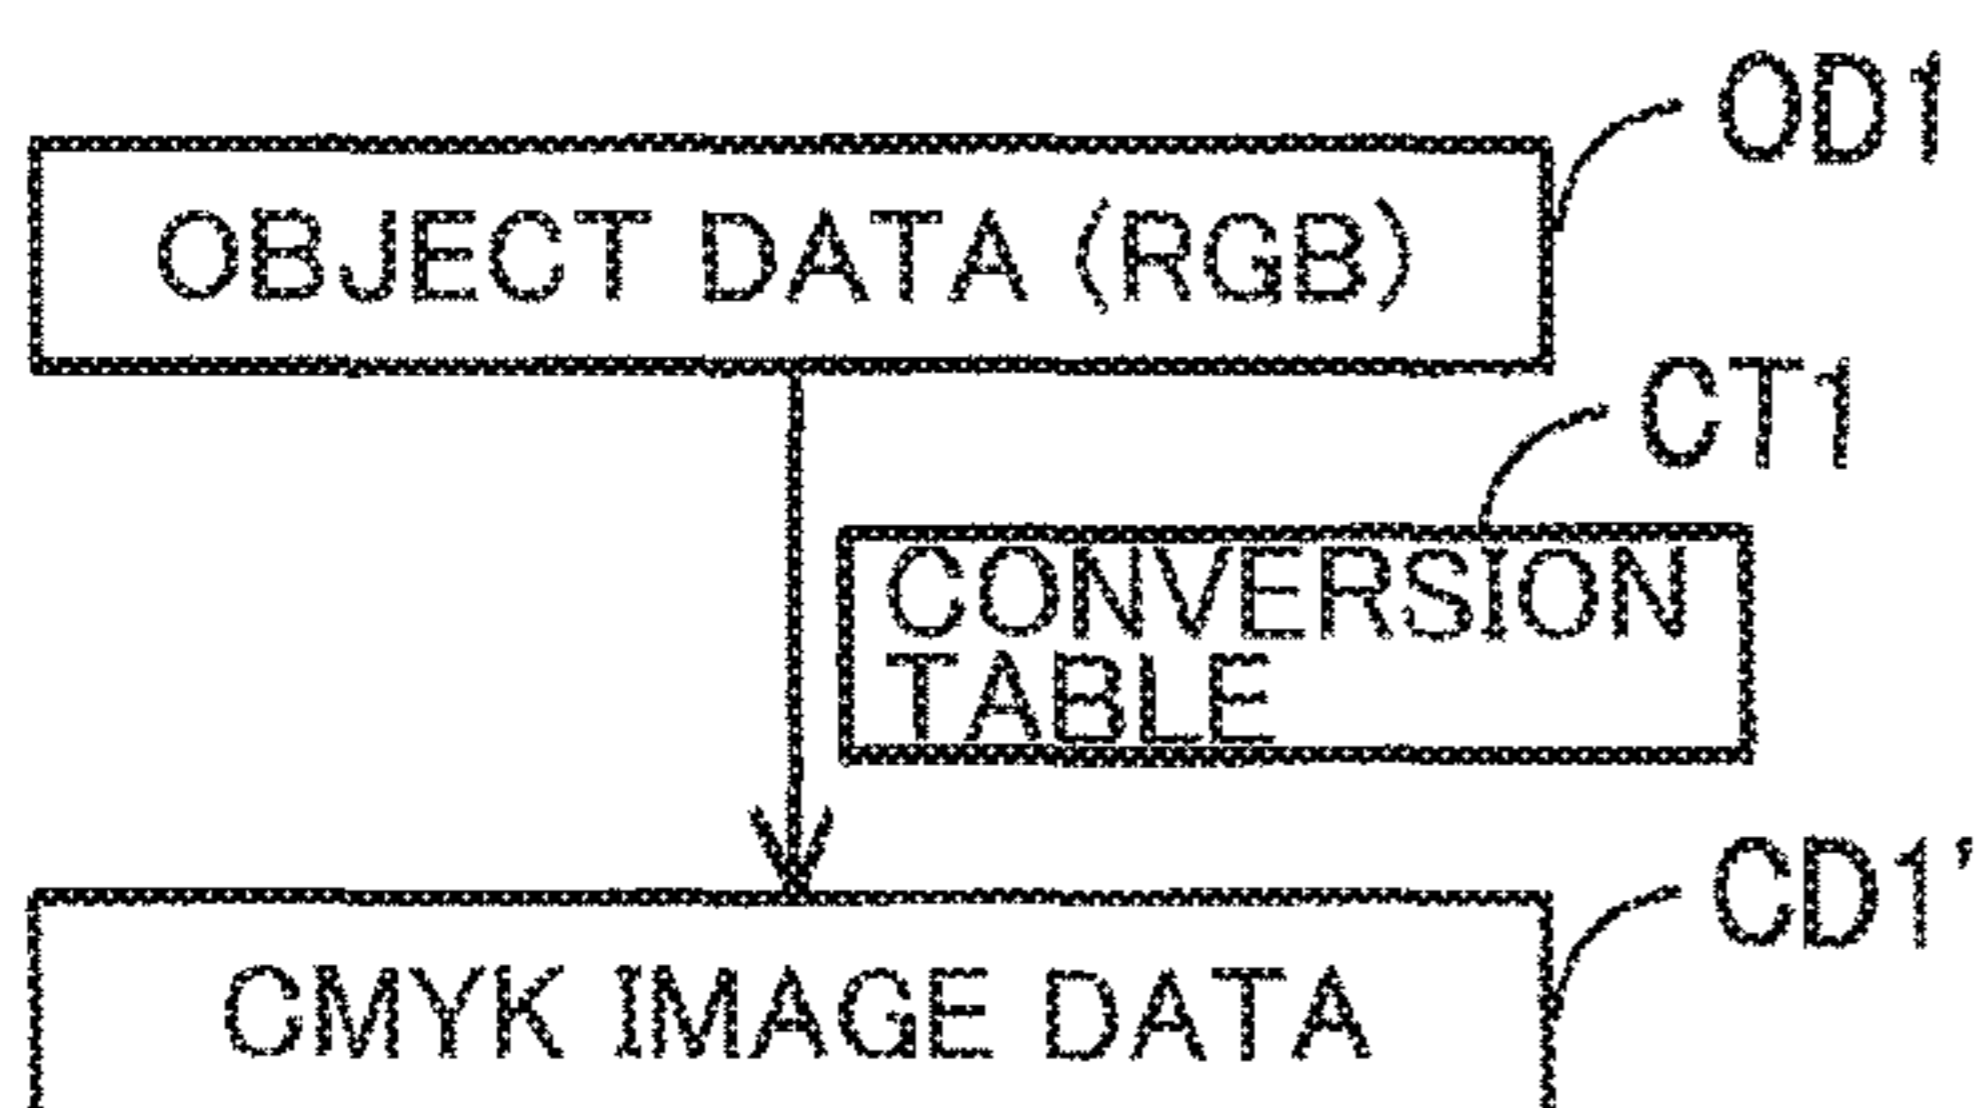 OD1
OBJECT DATA (RGB)
CT1
CONVERSION
TABLE
CD1'
CMYK IMAGE DATA